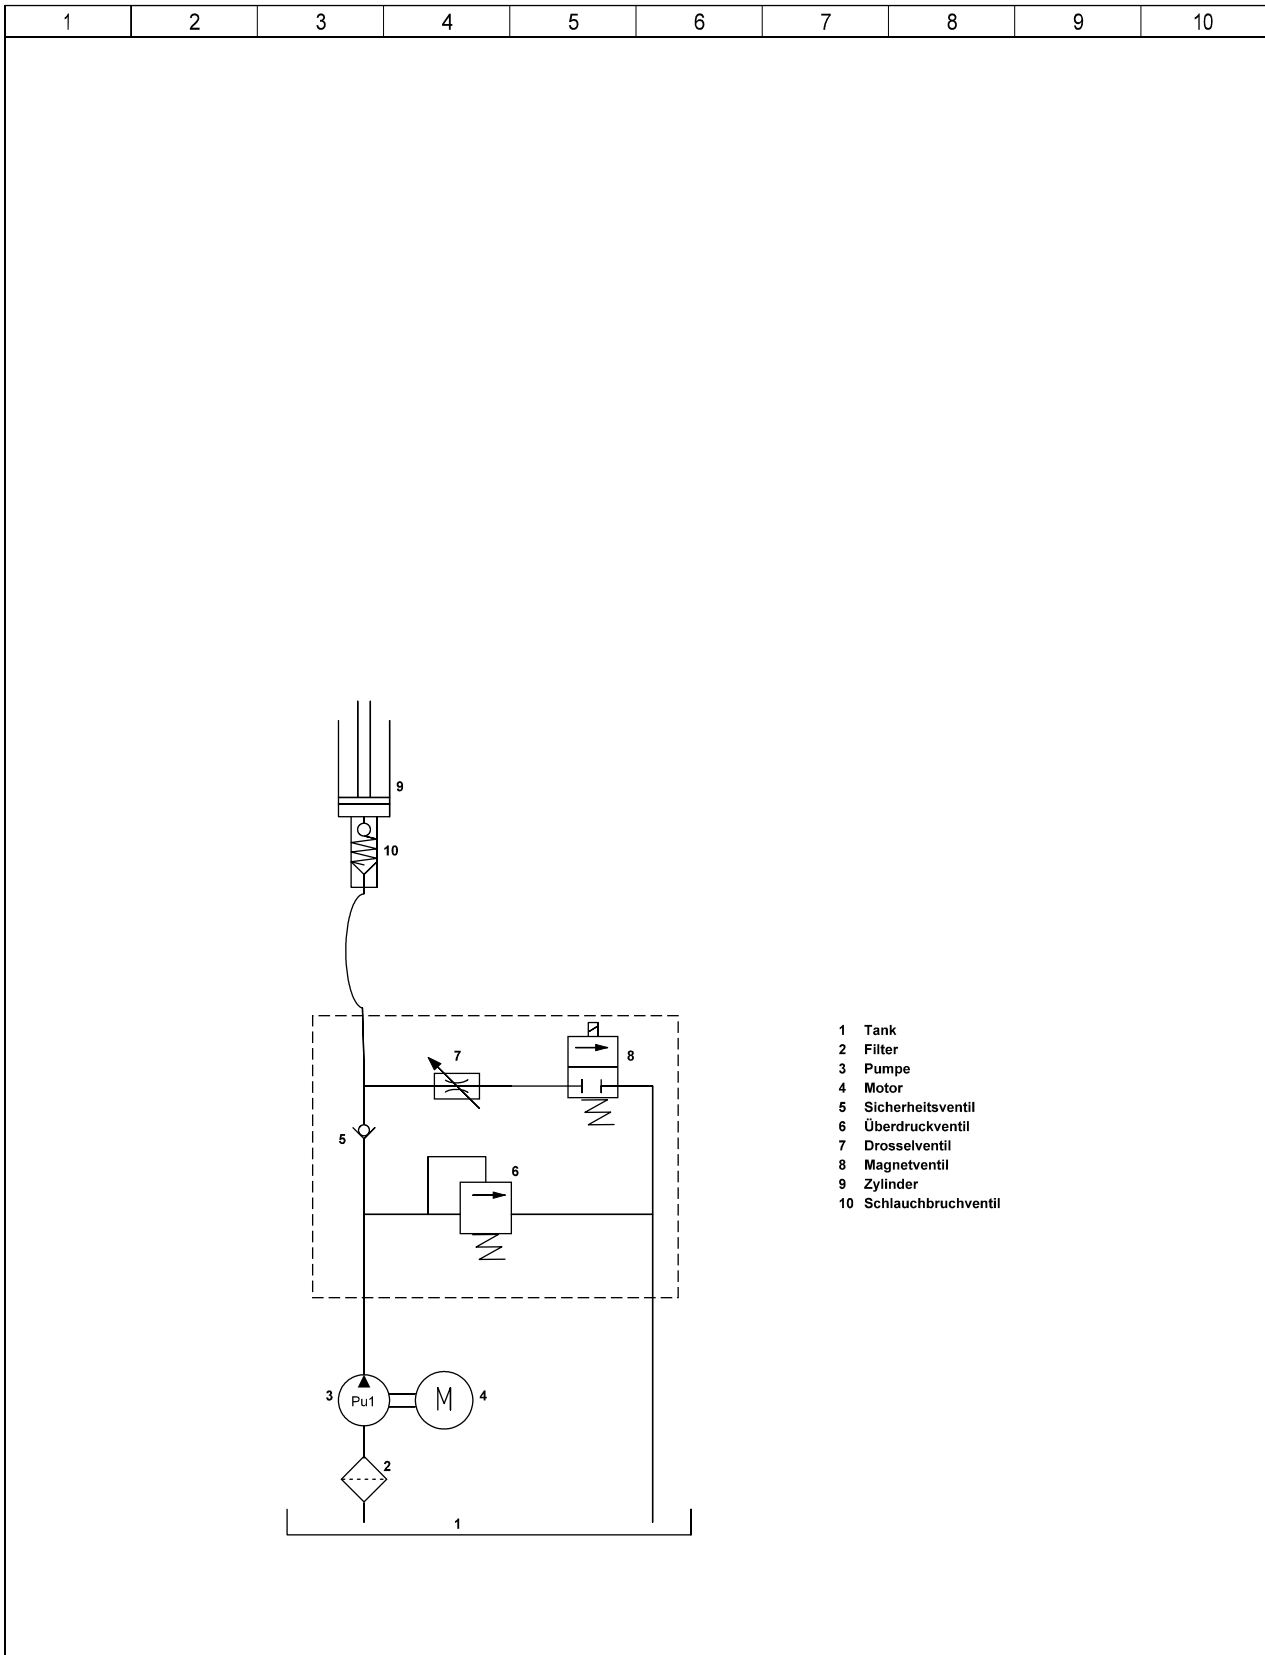 1 2 3 4 5 6 7 8 9 10
9
10
7
8
5
6
3
Pu1
M
4
2
1
1 Tank
2 Filter
3 Pumpe
4 Motor
5 Sicherheitsventil
6 Überdruckventil
7 Drosselventil
8 Magnetventil
9 Zylinder
10 Schlauchbruchventil